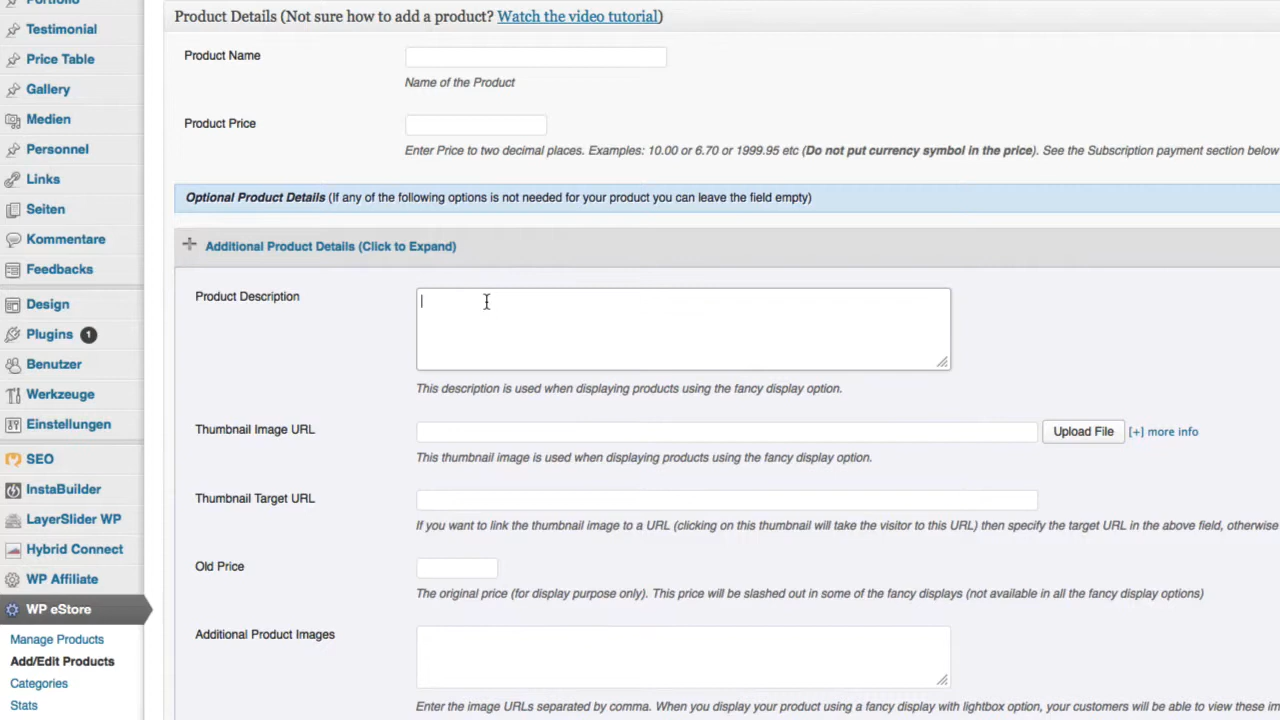 Portfolio
Testimonial
Price Table
Gallery
Medien
Personnel
Links
Seiten
Kommentare
Feedbacks
Design
Plugins 1
Benutzer
Werkzeuge
Einstellungen
SEO
InstaBuilder
LayerSlider WP
Hybrid Connect
WP Affiliate
WP eStore
Manage Products
Add/Edit Products
Categories
Stats
Product Details (Not sure how to add a product? Watch the video tutorial)
Product Name
Name of the Product
Product Price
Enter Price to two decimal places. Examples: 10.00 or 6.70 or 1999.95 etc (Do not put currency symbol in the price). See the Subscription payment section below
Optional Product Details (If any of the following options is not needed for your product you can leave the field empty)
Additional Product Details (Click to Expand)
Product Description
This description is used when displaying products using the fancy display option.
Thumbnail Image URL
Upload File [+] more info
This thumbnail image is used when displaying products using the fancy display option.
Thumbnail Target URL
If you want to link the thumbnail image to a URL (clicking on this thumbnail will take the visitor to this URL) then specify the target URL in the above field, otherwise
Old Price
The original price (for display purpose only). This price will be slashed out in some of the fancy displays (not available in all the fancy display options)
Additional Product Images
Enter the image URLs separated by comma. When you display your product using a fancy display with lightbox option, your customers will be able to view these im